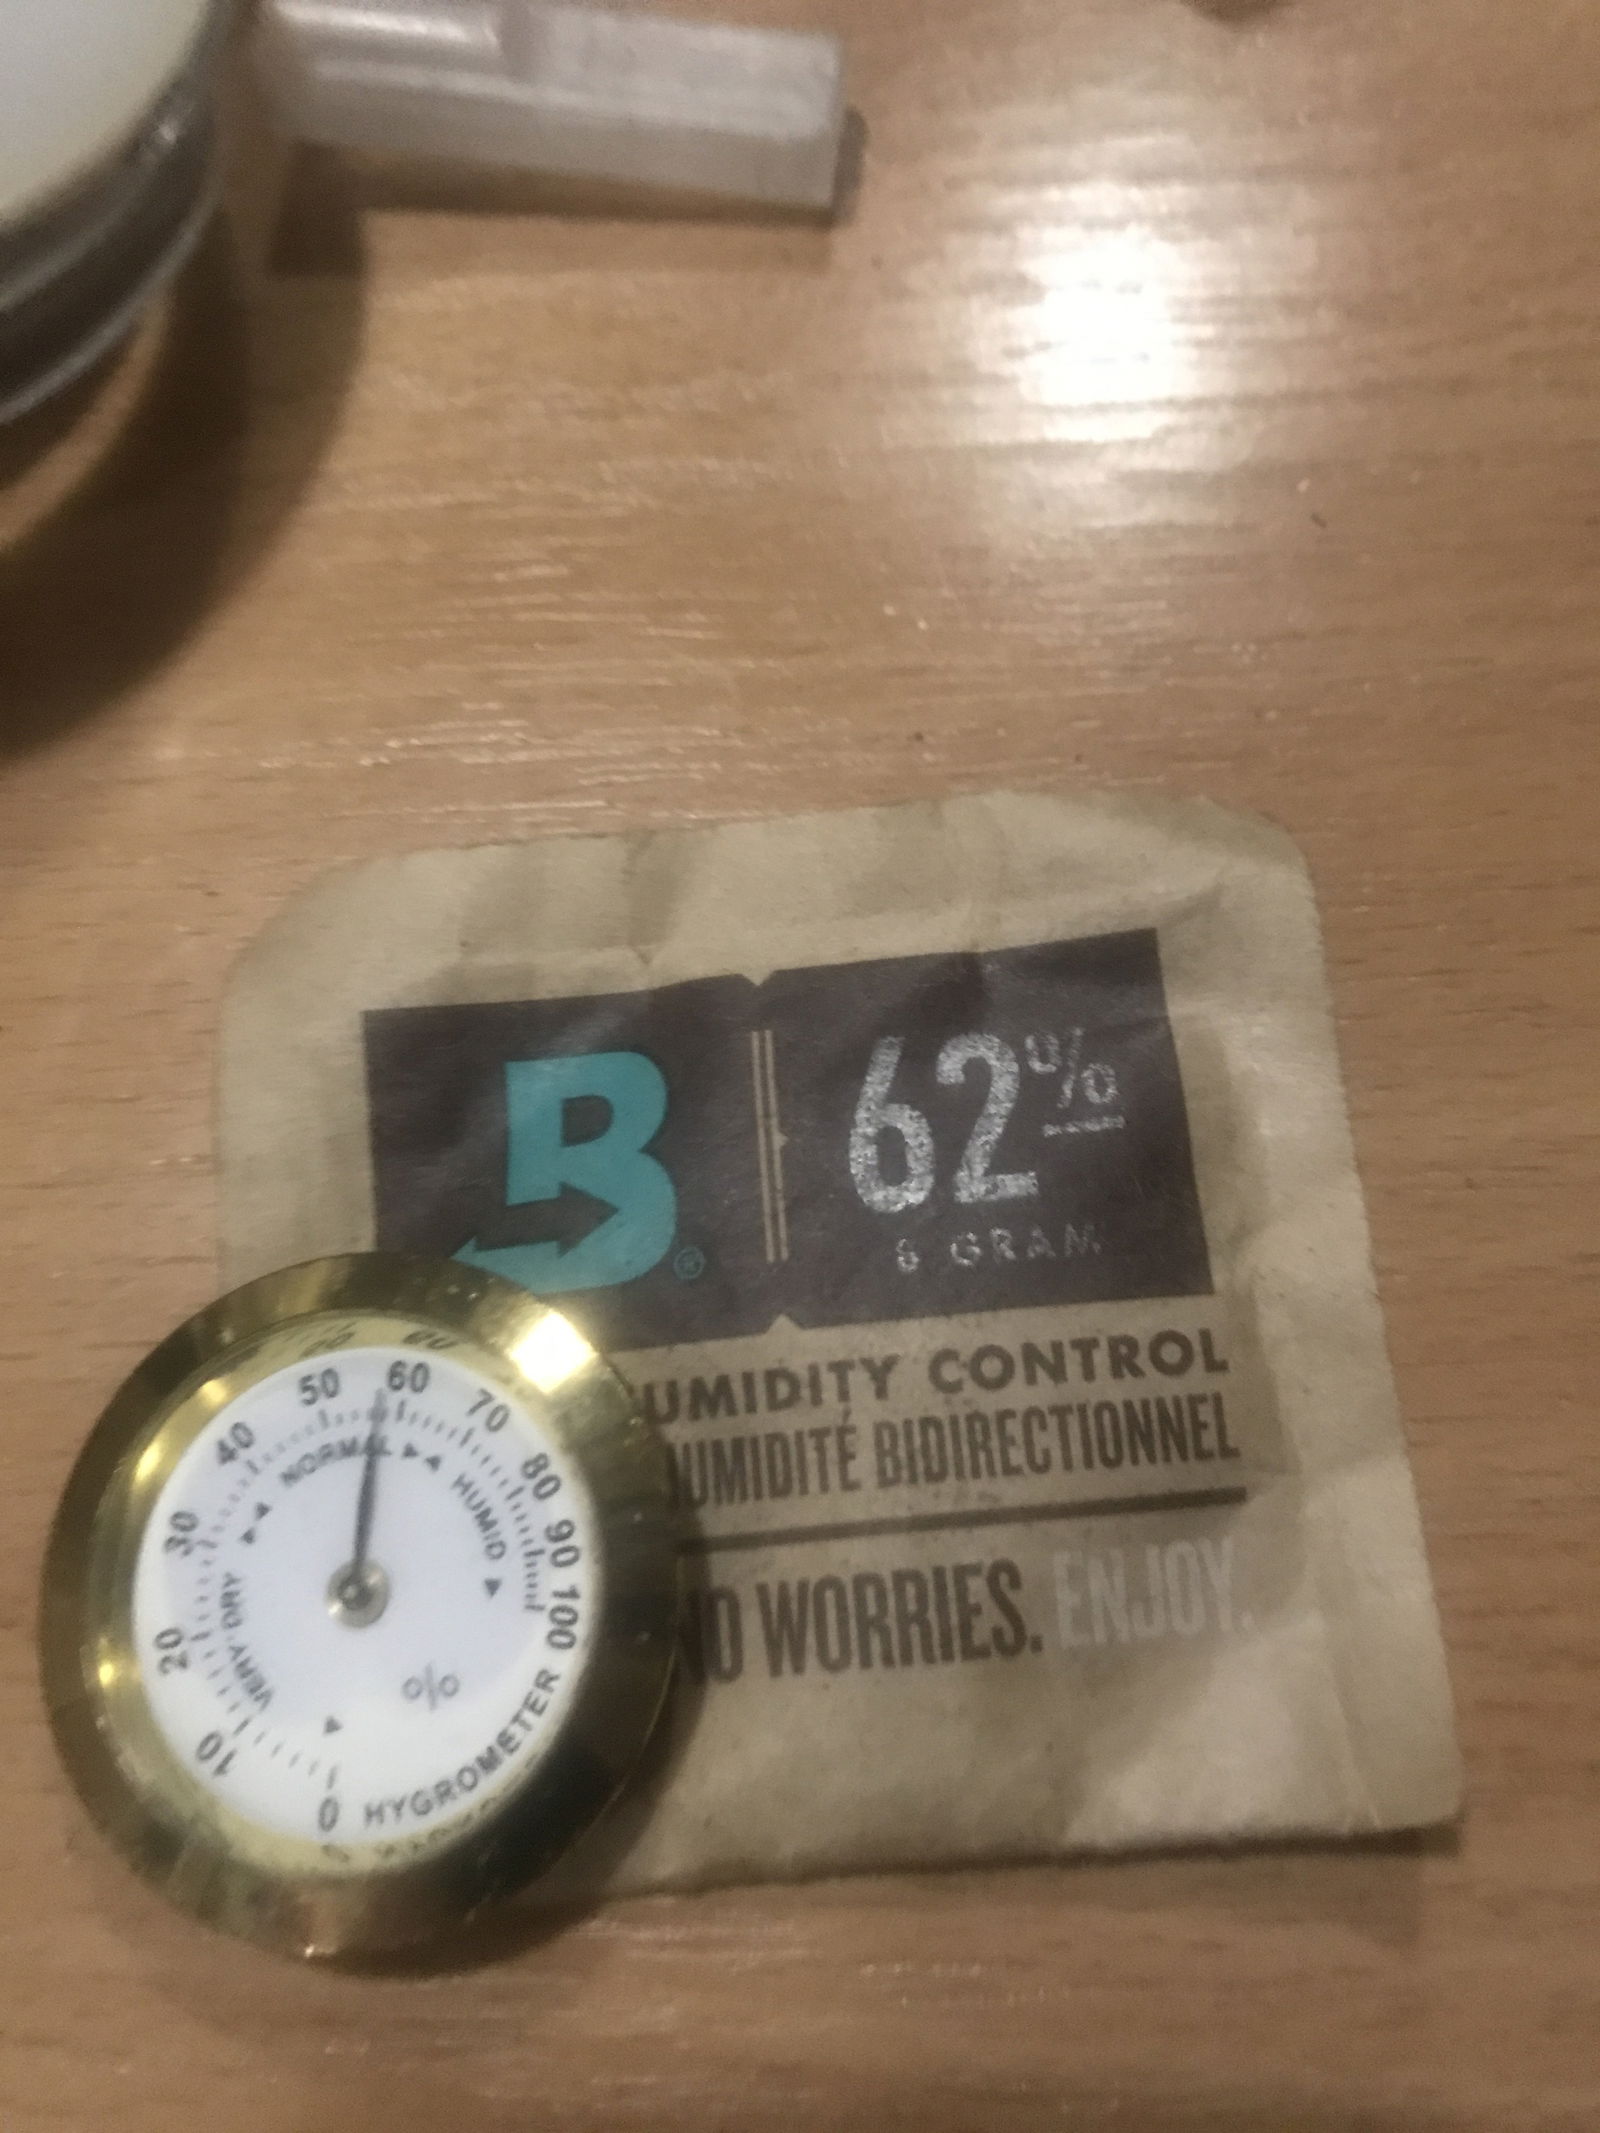 B®
62%
8 GRAM
UMIDITY CONTROL
UMIDITÉ BIDIRECTIONNEL
NO WORRIES. ENJOY.
0 10 20 30 40 50 60 70 80 90 100
VERY DRY NORMAL HUMID
%
HYGROMETER